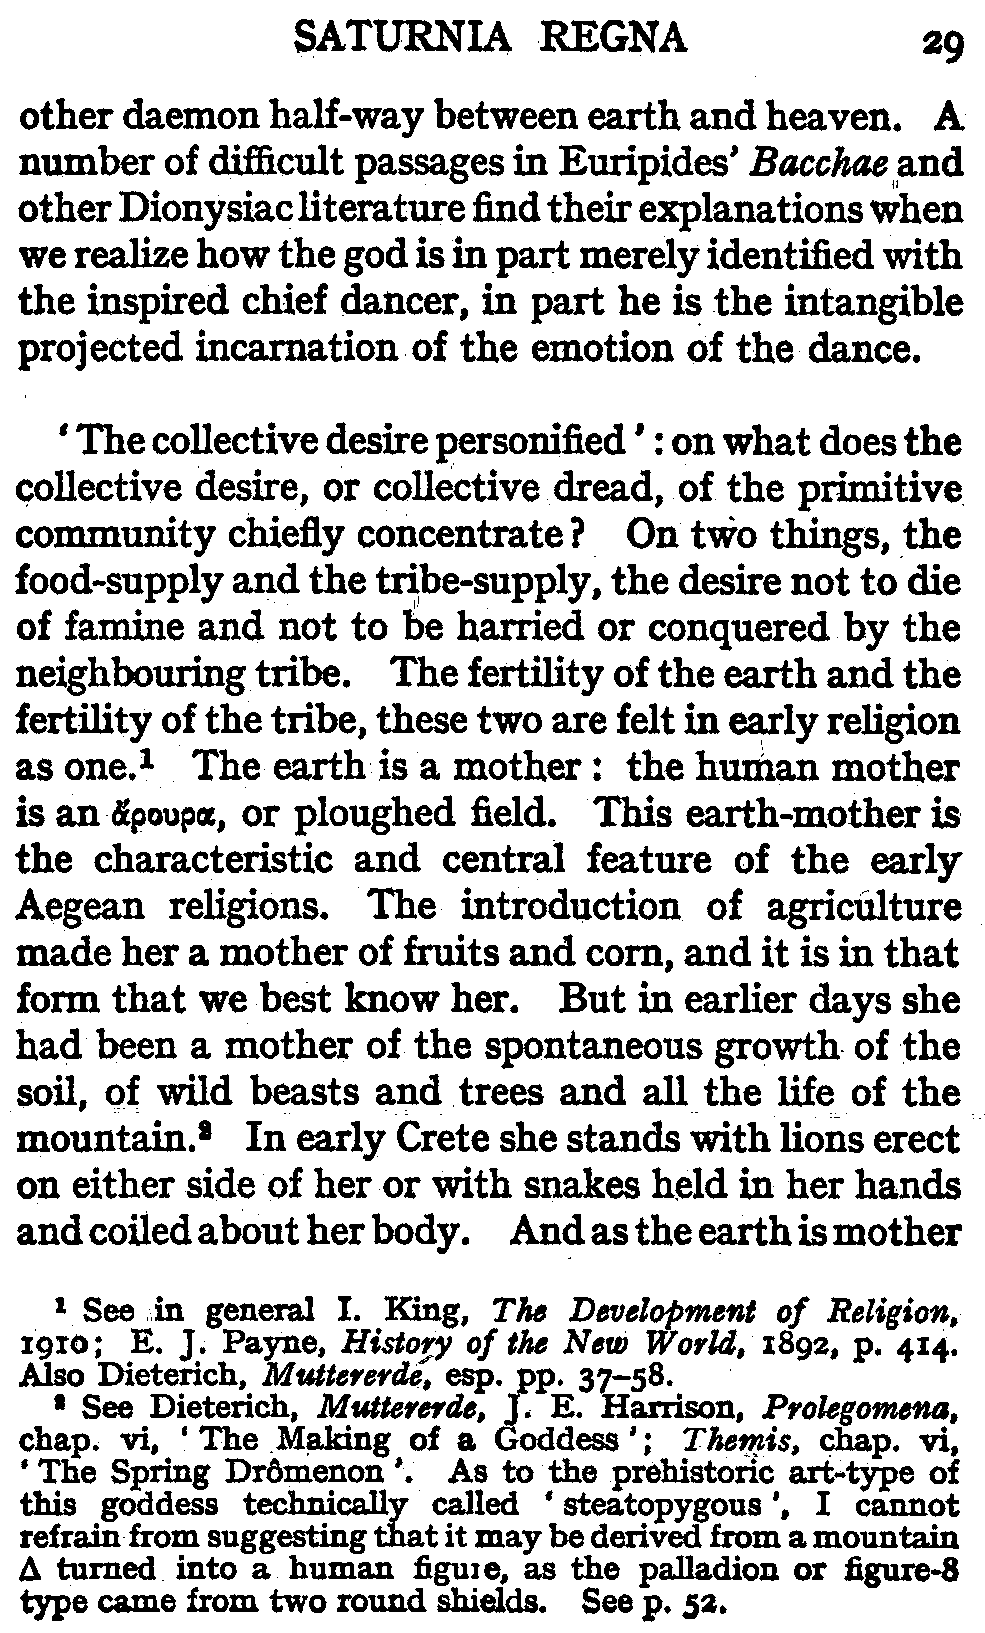 SATURNIA REGNA 29
other daemon half-way between earth and heaven. A
number of difficult passages in Euripides' Bacchae and
other Dionysiac literature find their explanations when
we realize how the god is in part merely identified with
the inspired chief dancer, in part he is the intangible
projected incarnation of the emotion of the dance.
‘ The collective desire personified ’ : on what does the
collective desire, or collective dread, of the primitive
community chiefly concentrate ? On two things, the
food-supply and the tribe-supply, the desire not to die
of famine and not to be harried or conquered by the
neighbouring tribe. The fertility of the earth and the
fertility of the tribe, these two are felt in early religion
as one.¹ The earth is a mother : the human mother
is an ἄρουρα, or ploughed field. This earth-mother is
the characteristic and central feature of the early
Aegean religions. The introduction of agriculture
made her a mother of fruits and corn, and it is in that
form that we best know her. But in earlier days she
had been a mother of the spontaneous growth of the
soil, of wild beasts and trees and all the life of the
mountain.² In early Crete she stands with lions erect
on either side of her or with snakes held in her hands
and coiled about her body. And as the earth is mother
¹ See in general I. King, The Development of Religion,
1910; E. J. Payne, History of the New World, 1892, p. 414.
Also Dieterich, Muttererde, esp. pp. 37–58.
² See Dieterich, Muttererde, J. E. Harrison, Prolegomena,
chap. vi, ‘ The Making of a Goddess ’; Themis, chap. vi,
‘ The Spring Drômenon ’. As to the prehistoric art-type of
this goddess technically called ‘ steatopygous ’, I cannot
refrain from suggesting that it may be derived from a mountain
Δ turned into a human figure, as the palladion or figure-8
type came from two round shields. See p. 52.